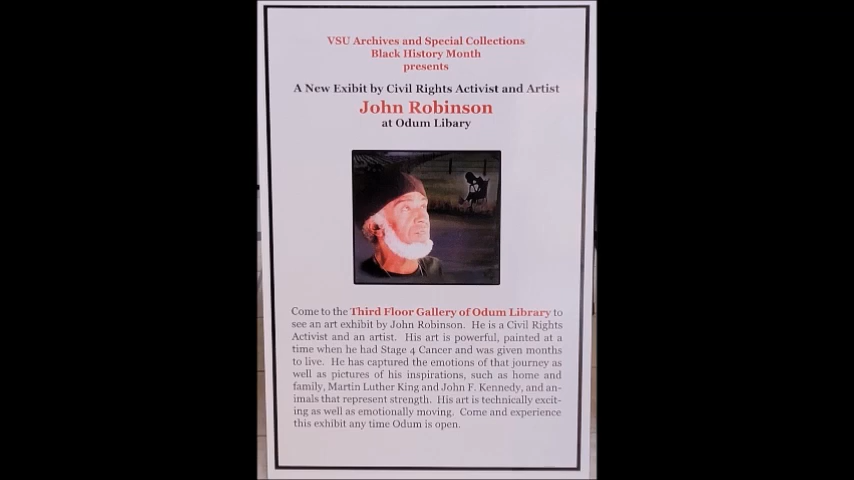 VSU Archives and Special Collections
Black History Month
presents
A New Exibit by Civil Rights Activist and Artist
John Robinson
at Odum Libary
Come to the Third Floor Gallery of Odum Library to
see an art exhibit by John Robinson. He is a Civil Rights
Activist and an artist. His art is powerful, painted at a
time when he had Stage 4 Cancer and was given months
to live. He has captured the emotions of that journey as
well as pictures of his inspirations, such as home and
family, Martin Luther King and John F. Kennedy, and an-
imals that represent strength. His art is technically excit-
ing as well as emotionally moving. Come and experience
this exhibit any time Odum is open.